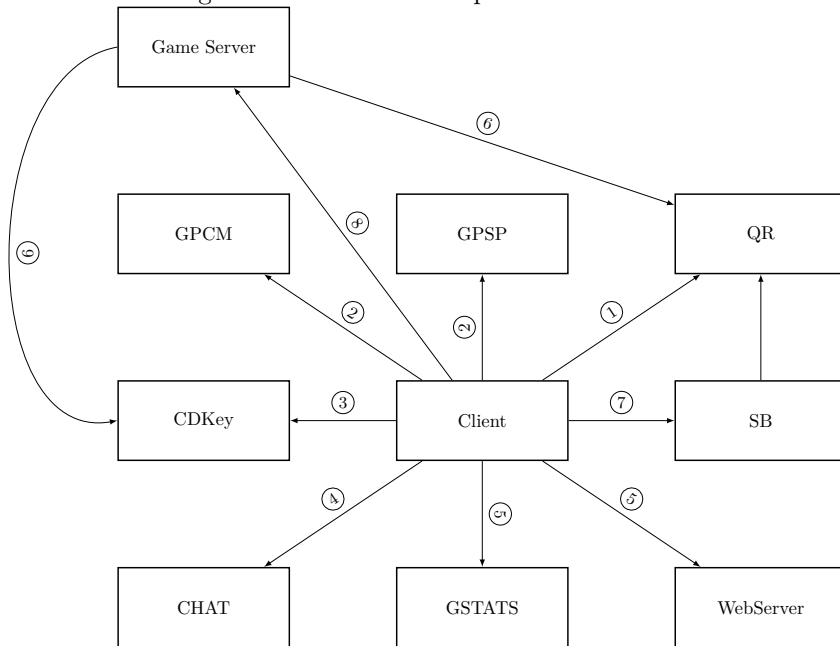 Game Server
6
8
9
GPCM
GPSP
QR
2
2
1
CDKey
3
Client
7
SB
4
5
5
CHAT
GSTATS
WebServer